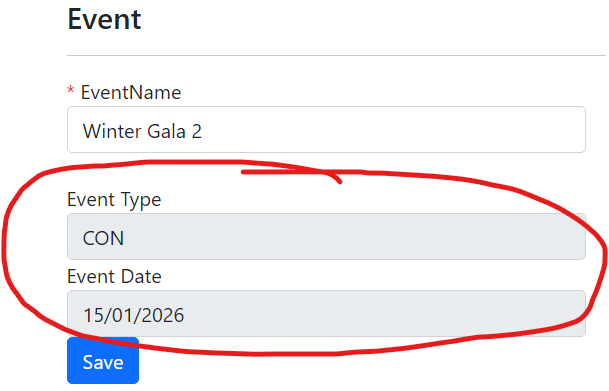 Event
* EventName
Winter Gala 2
Event Type
CON
Event Date
15/01/2026
Save